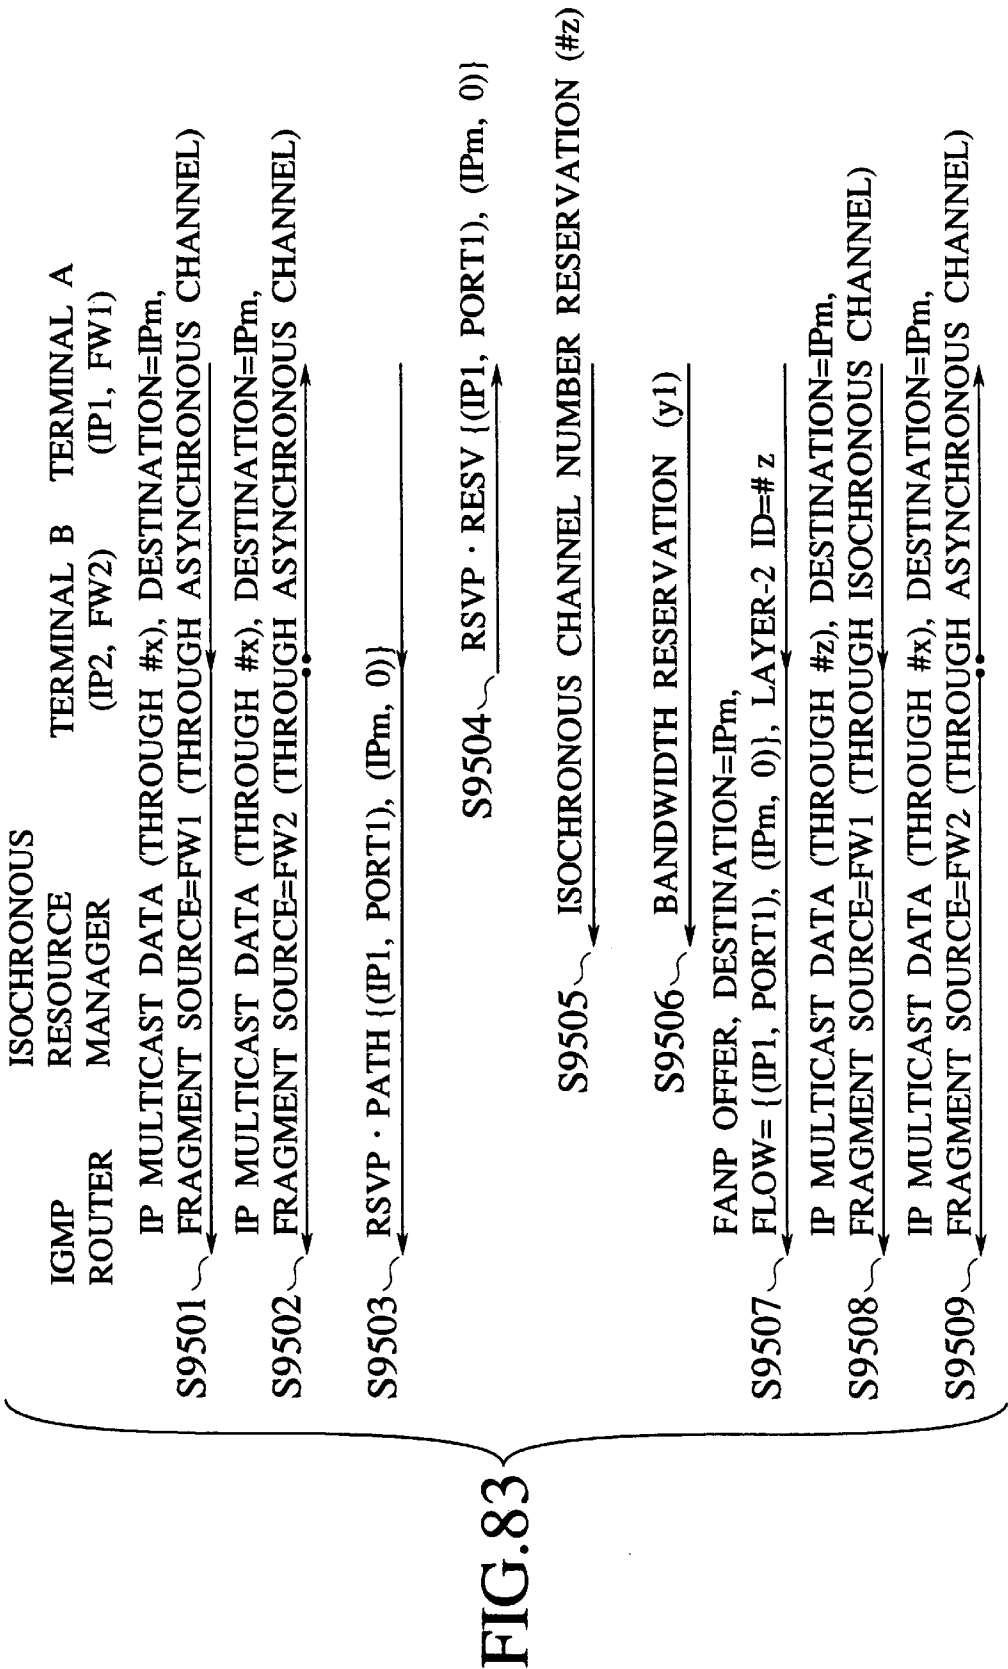 FIG.83
IGMP
ROUTER
ISOCHRONOUS
RESOURCE
MANAGER
TERMINAL B
(IP2, FW2)
TERMINAL A
(IP1, FW1)
S9501
IP MULTICAST DATA (THROUGH #x), DESTINATION=IPm,
FRAGMENT SOURCE=FW1 (THROUGH ASYNCHRONOUS CHANNEL)
S9502
IP MULTICAST DATA (THROUGH #x), DESTINATION=IPm,
FRAGMENT SOURCE=FW2 (THROUGH ASYNCHRONOUS CHANNEL)
S9503
RSVP · PATH {(IP1, PORT1), (IPm, 0)}
S9504
RSVP · RESV {(IP1, PORT1), (IPm, 0)}
S9505
ISOCHRONOUS CHANNEL NUMBER RESERVATION (#z)
S9506
BANDWIDTH RESERVATION (y1)
S9507
FANP OFFER, DESTINATION=IPm,
FLOW= {(IP1, PORT1), (IPm, 0)}, LAYER-2 ID=# z
S9508
IP MULTICAST DATA (THROUGH #z), DESTINATION=IPm,
FRAGMENT SOURCE=FW1 (THROUGH ISOCHRONOUS CHANNEL)
S9509
IP MULTICAST DATA (THROUGH #x), DESTINATION=IPm,
FRAGMENT SOURCE=FW2 (THROUGH ASYNCHRONOUS CHANNEL)